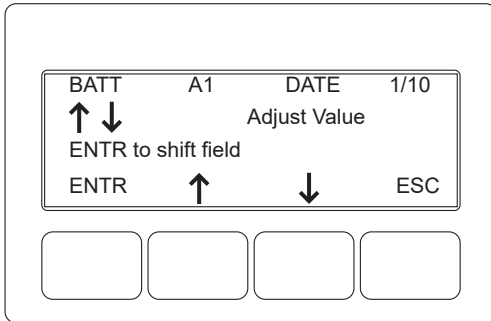 BATT A1 DATE 1/10
↑ ↓ Adjust Value
ENTR to shift field
ENTR ↑ ↓ ESC